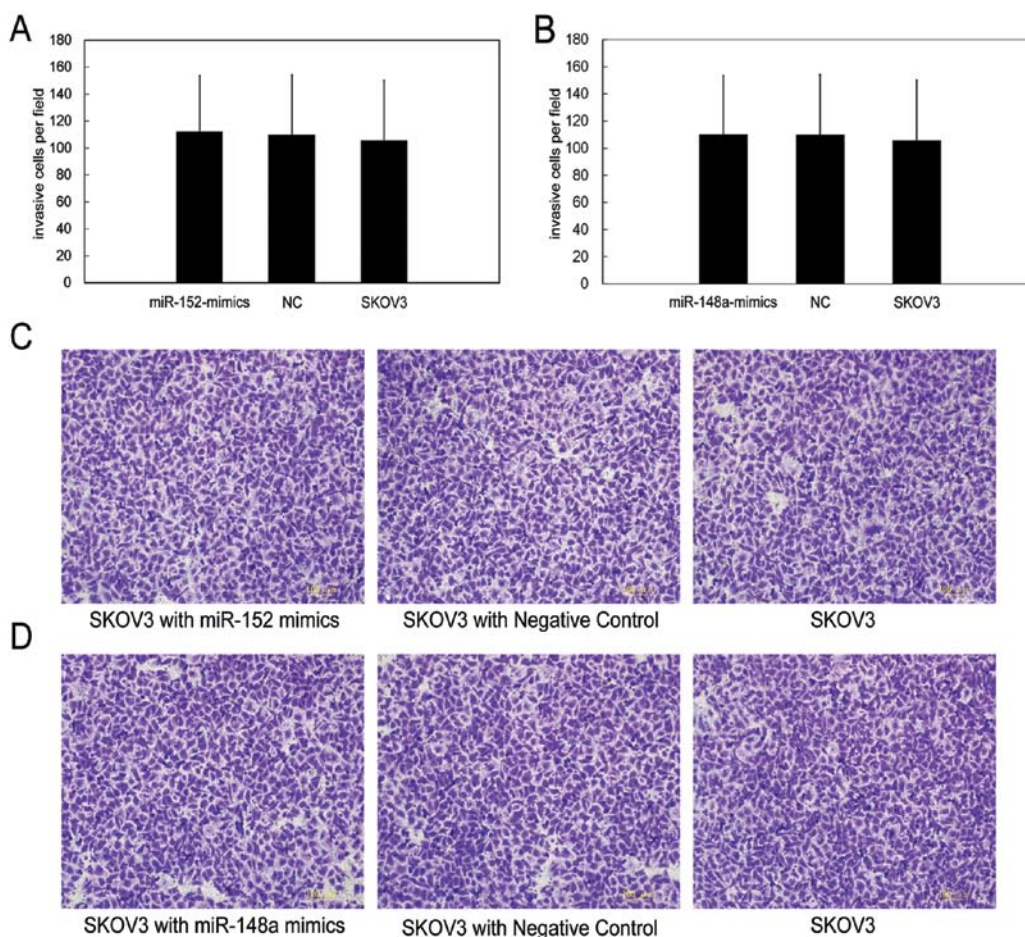 A
180
160
140
120
100
80
60
40
20
0
invasive cells per field
miR-152-mimics NC SKOV3
B
180
160
140
120
100
80
60
40
20
0
invasive cells per field
miR-148a-mimics NC SKOV3
C
SKOV3 with miR-152 mimics SKOV3 with Negative Control SKOV3
D
SKOV3 with miR-148a mimics SKOV3 with Negative Control SKOV3